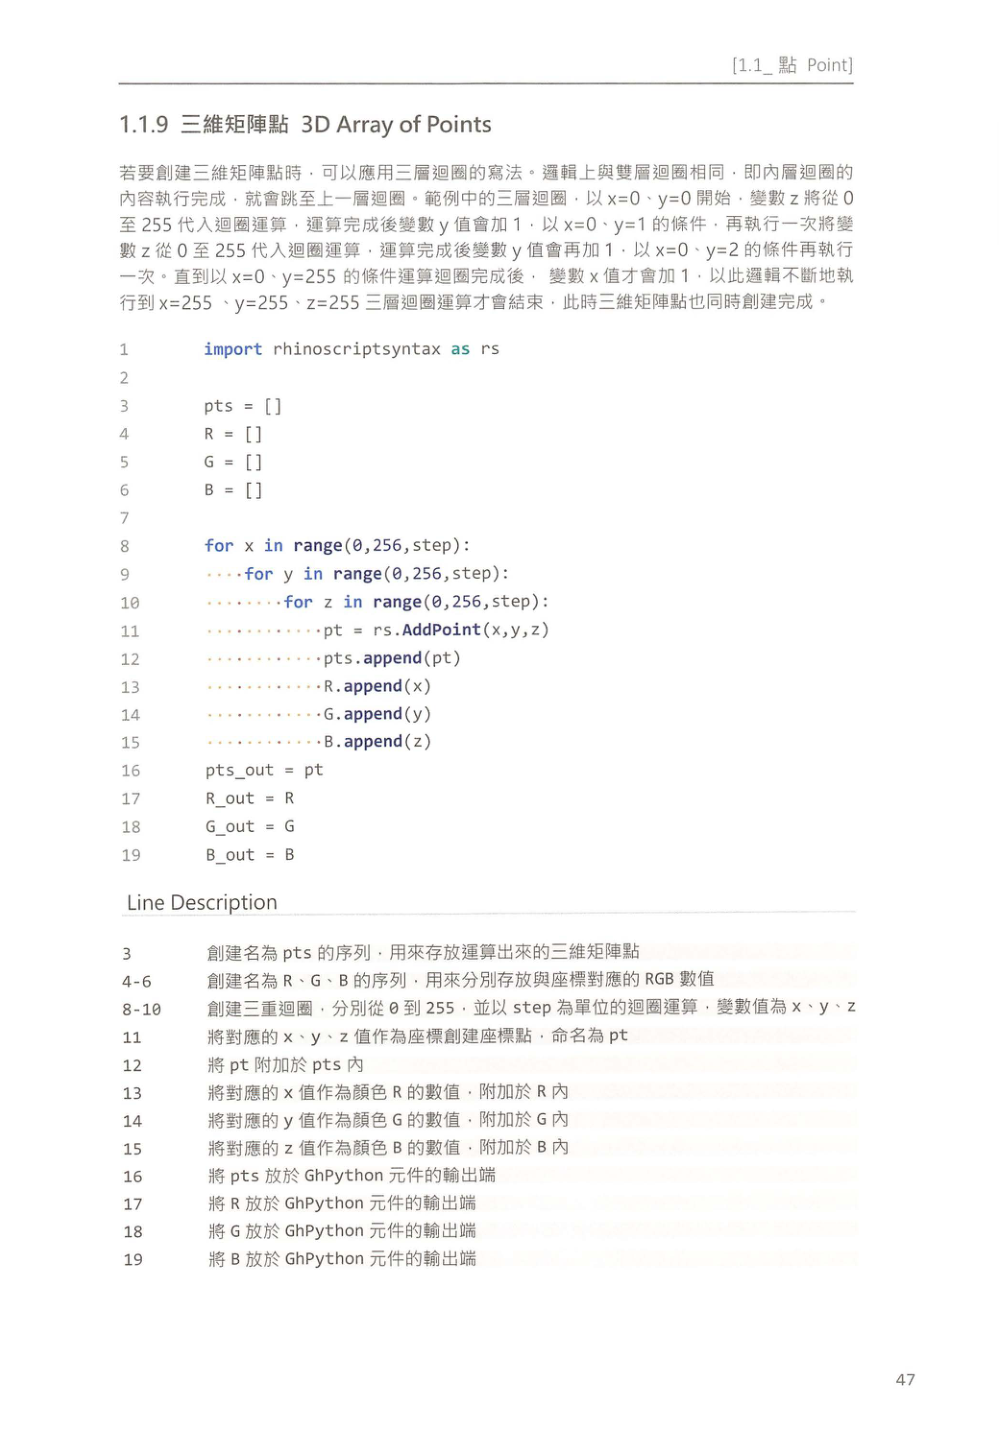 [1.1_ 點 Point]
1.1.9 三維矩陣點 3D Array of Points
若要創建三維矩陣點時，可以應用三層迴圈的寫法。邏輯上與雙層迴圈相同，即內層迴圈的
內容執行完成，就會跳至上一層迴圈。範例中的三層迴圈，以 x=0、y=0 開始，變數 z 將從 0
至 255 代入迴圈運算，運算完成後變數 y 值會加 1，以 x=0、y=1 的條件，再執行一次將變
數 z 從 0 至 255 代入迴圈運算，運算完成後變數 y 值會再加 1，以 x=0、y=2 的條件再執行
一次。直到以 x=0、y=255 的條件運算迴圈完成後， 變數 x 值才會加 1，以此邏輯不斷地執
行到 x=255 、y=255、z=255 三層迴圈運算才會結束，此時三維矩陣點也同時創建完成。
1 import rhinoscriptsyntax as rs
2
3 pts = []
4 R = []
5 G = []
6 B = []
7
8 for x in range(0,256,step):
9 ····for y in range(0,256,step):
10 ········for z in range(0,256,step):
11 ············pt = rs.AddPoint(x,y,z)
12 ············pts.append(pt)
13 ············R.append(x)
14 ············G.append(y)
15 ············B.append(z)
16 pts_out = pt
17 R_out = R
18 G_out = G
19 B_out = B
Line Description
3 創建名為 pts 的序列，用來存放運算出來的三維矩陣點
4-6 創建名為 R、G、B 的序列，用來分別存放與座標對應的 RGB 數值
8-10 創建三重迴圈，分別從 0 到 255，並以 step 為單位的迴圈運算，變數值為 x、y、z
11 將對應的 x、y、z 值作為座標創建座標點，命名為 pt
12 將 pt 附加於 pts 內
13 將對應的 x 值作為顏色 R 的數值，附加於 R 內
14 將對應的 y 值作為顏色 G 的數值，附加於 G 內
15 將對應的 z 值作為顏色 B 的數值，附加於 B 內
16 將 pts 放於 GhPython 元件的輸出端
17 將 R 放於 GhPython 元件的輸出端
18 將 G 放於 GhPython 元件的輸出端
19 將 B 放於 GhPython 元件的輸出端
47